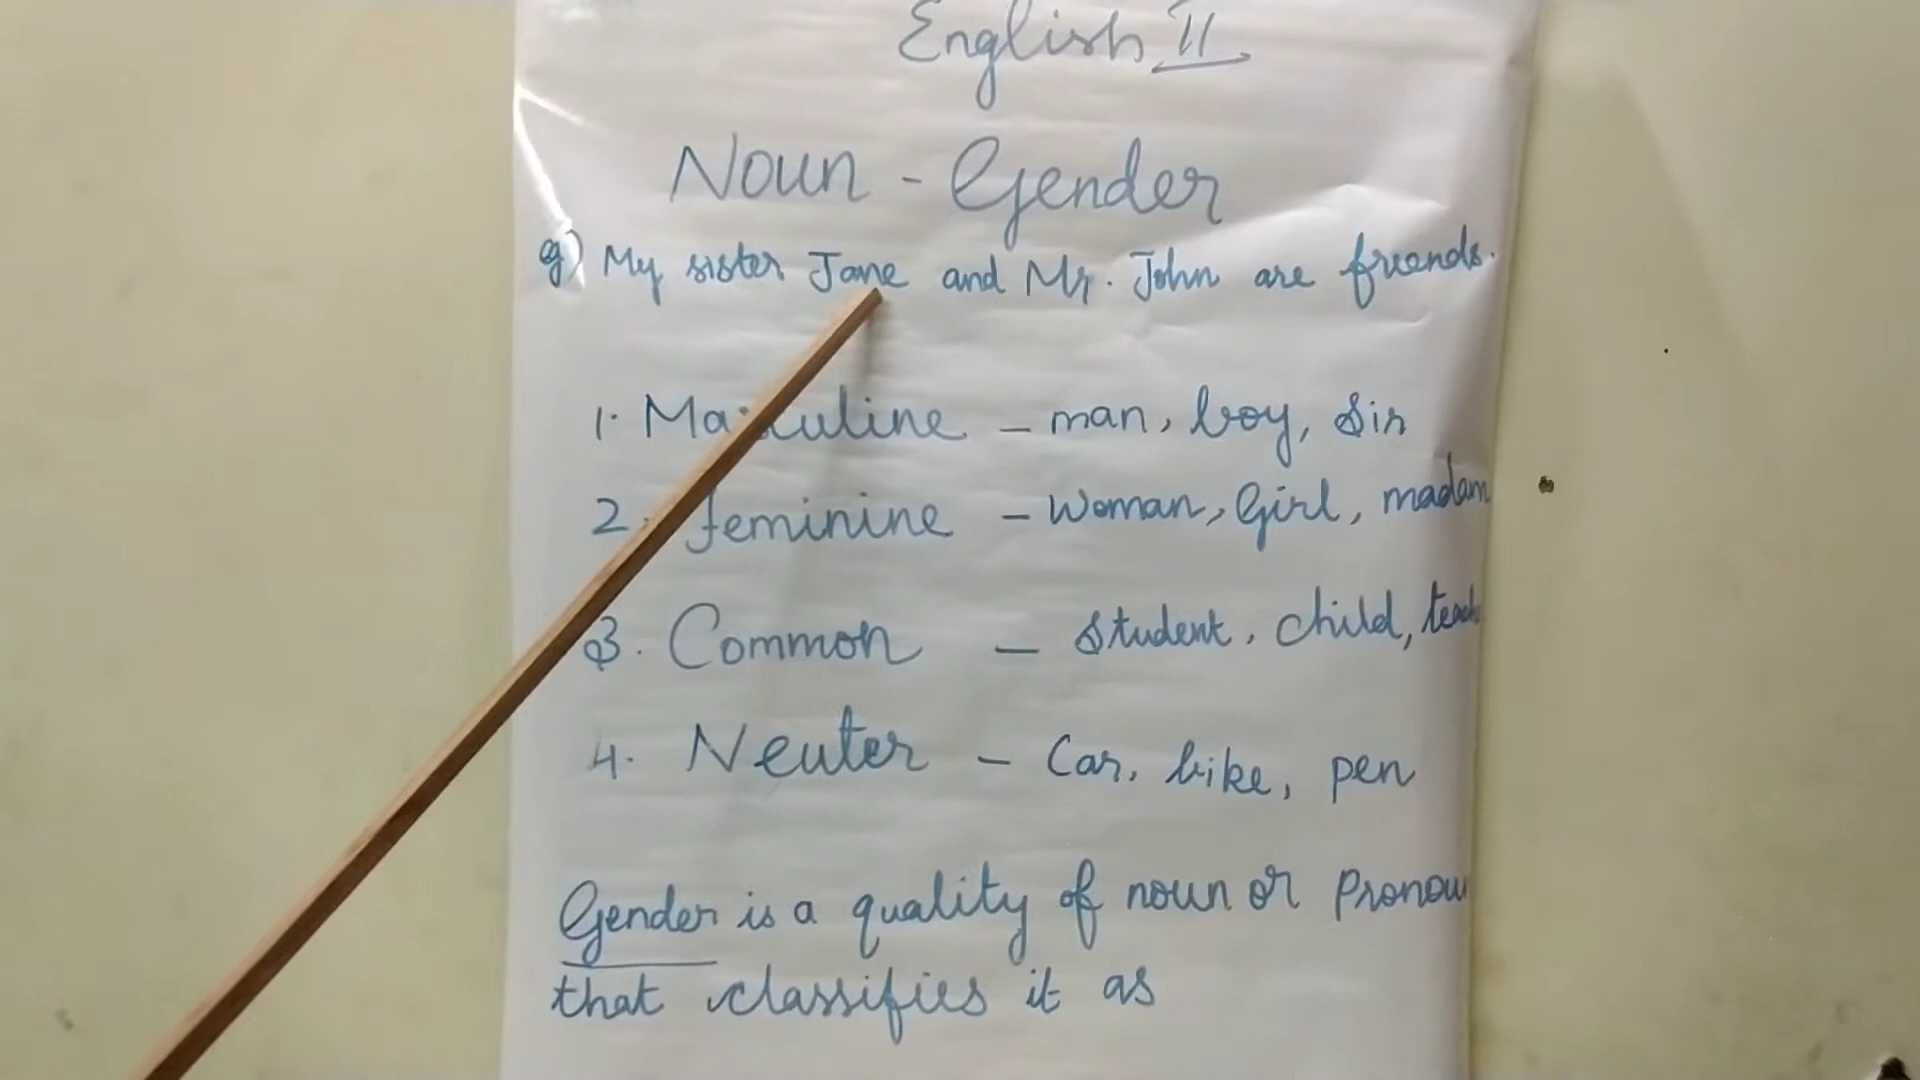 English II
Noun - Gender
eg) My sister Jane and Mr. John are friends.
1. Masculine - man, boy, Sir
2. feminine - Woman, Girl, madam
3. Common - Student, child,
4. Neuter - Car, bike, pen
Gender is a quality of noun or
that classifies it as